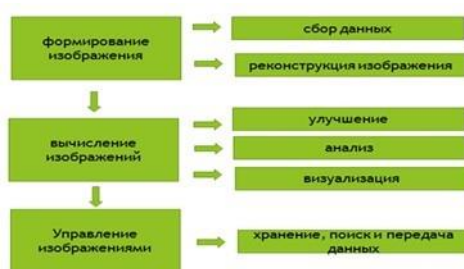 формирование
изображения
сбор данных
реконструкция изображения
вычисление
изображений
улучшение
анализ
визуализация
Управление
изображениями
хранение, поиск и передача
данных